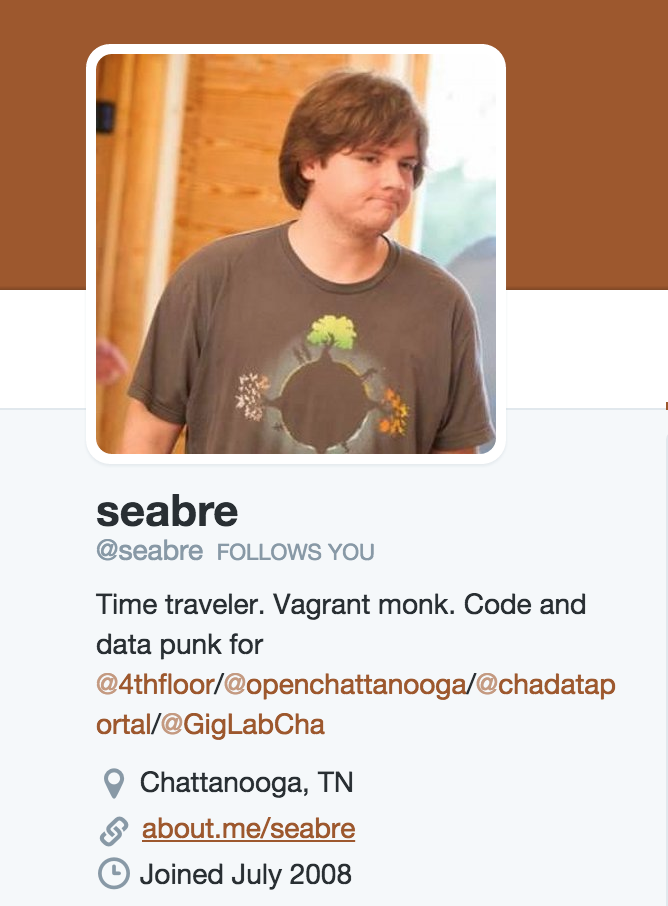 seabre
@seabre FOLLOWS YOU
Time traveler. Vagrant monk. Code and
data punk for
@4thfloor/@openchattanooga/@chadatap
ortal/@GigLabCha
Chattanooga, TN
about.me/seabre
Joined July 2008